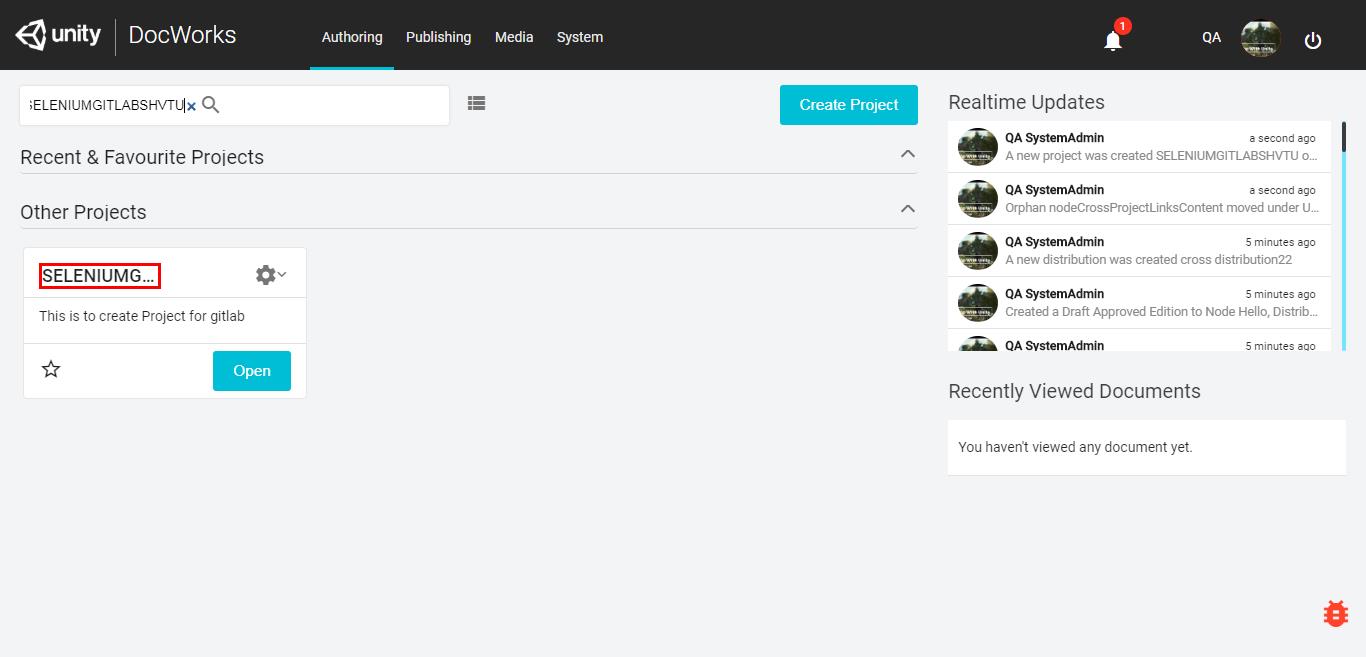 unity DocWorks Authoring Publishing Media System 1 QA
SELENIUMGITLABSHVTU x Create Project
Recent & Favourite Projects
Other Projects
SELENIUMG...
This is to create Project for gitlab
Open
Realtime Updates
QA SystemAdmin a second ago
A new project was created SELENIUMGITLABSHVTU o...
QA SystemAdmin a second ago
Orphan nodeCrossProjectLinksContent moved under U...
QA SystemAdmin 5 minutes ago
A new distribution was created cross distribution22
QA SystemAdmin 5 minutes ago
Created a Draft Approved Edition to Node Hello, Distrib...
QA SystemAdmin 5 minutes ago
Recently Viewed Documents
You haven't viewed any document yet.